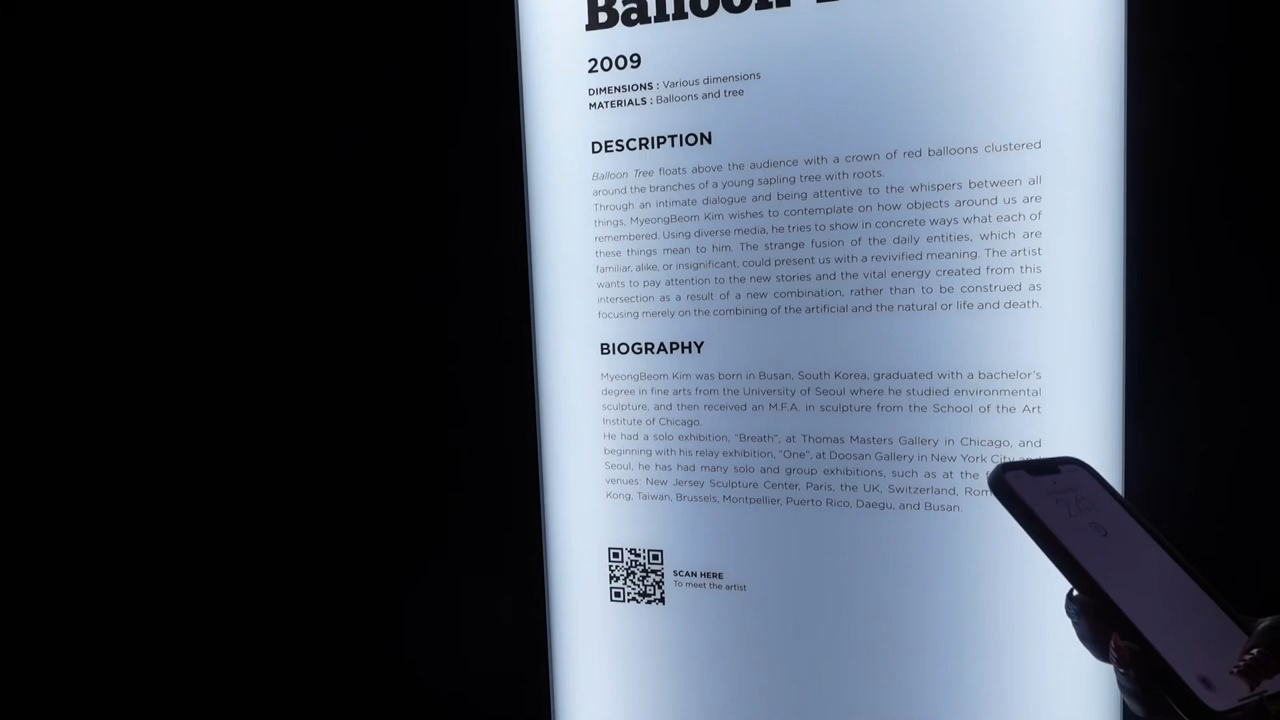 Balloon
2009
DIMENSIONS : Various dimensions
MATERIALS : Balloons and tree
DESCRIPTION
Balloon Tree floats above the audience with a crown of red balloons clustered
around the branches of a young sapling tree with roots.
Through an intimate dialogue and being attentive to the whispers between all
things, MyeongBeom Kim wishes to contemplate on how objects around us are
remembered. Using diverse media, he tries to show in concrete ways what each of
these things mean to him. The strange fusion of the daily entities, which are
familiar, alike, or insignificant, could present us with a revivified meaning. The artist
wants to pay attention to the new stories and the vital energy created from this
intersection as a result of a new combination, rather than to be construed as
focusing merely on the combining of the artificial and the natural or life and death.
BIOGRAPHY
MyeongBeom Kim was born in Busan, South Korea, graduated with a bachelor's
degree in fine arts from the University of Seoul where he studied environmental
sculpture, and then received an M.F.A. in sculpture from the School of the Art
Institute of Chicago.
He had a solo exhibition, "Breath", at Thomas Masters Gallery in Chicago, and
beginning with his relay exhibition, "One", at Doosan Gallery in New York City and
Seoul, he has had many solo and group exhibitions, such as at the
venues: New Jersey Sculpture Center, Paris, the UK, Switzerland,
Kong, Taiwan, Brussels, Montpellier, Puerto Rico, Daegu, and Busan.
SCAN HERE
To meet the artist